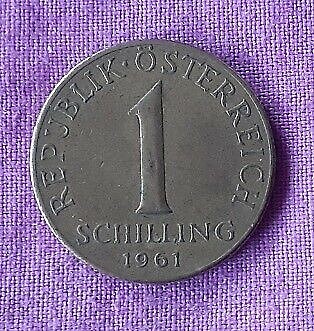 REPUBLIK·ÖSTERREICH
1
SCHILLING
1961